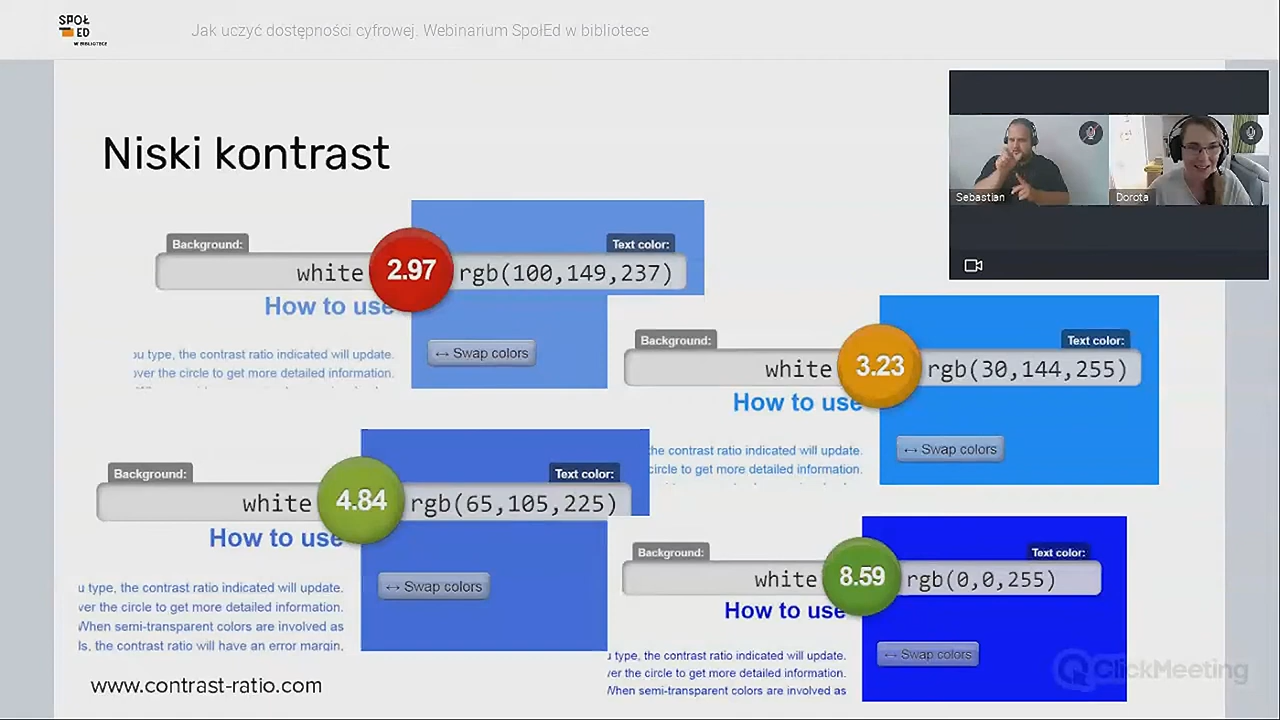 SPOŁ
ED
W BIBLIOTECE
Jak uczyć dostępności cyfrowej. Webinarium SpołEd w bibliotece
Niski kontrast
Sebastian
Dorota
Background:
Text color:
white 2.97 rgb(100,149,237)
How to use
↔ Swap colors
u type, the contrast ratio indicated will update.
ver the circle to get more detailed information.
Background:
Text color:
white 3.23 rgb(30,144,255)
How to use
↔ Swap colors
the contrast ratio indicated will update.
circle to get more detailed information.
Background:
Text color:
white 4.84 rgb(65,105,225)
How to use
↔ Swap colors
u type, the contrast ratio indicated will update.
ver the circle to get more detailed information.
When semi-transparent colors are involved as
ls, the contrast ratio will have an error margin.
Background:
Text color:
white 8.59 rgb(0,0,255)
How to use
↔ Swap colors
u type, the contrast ratio indicated will update.
ver the circle to get more detailed information.
When semi-transparent colors are involved as
www.contrast-ratio.com
ClickMeeting